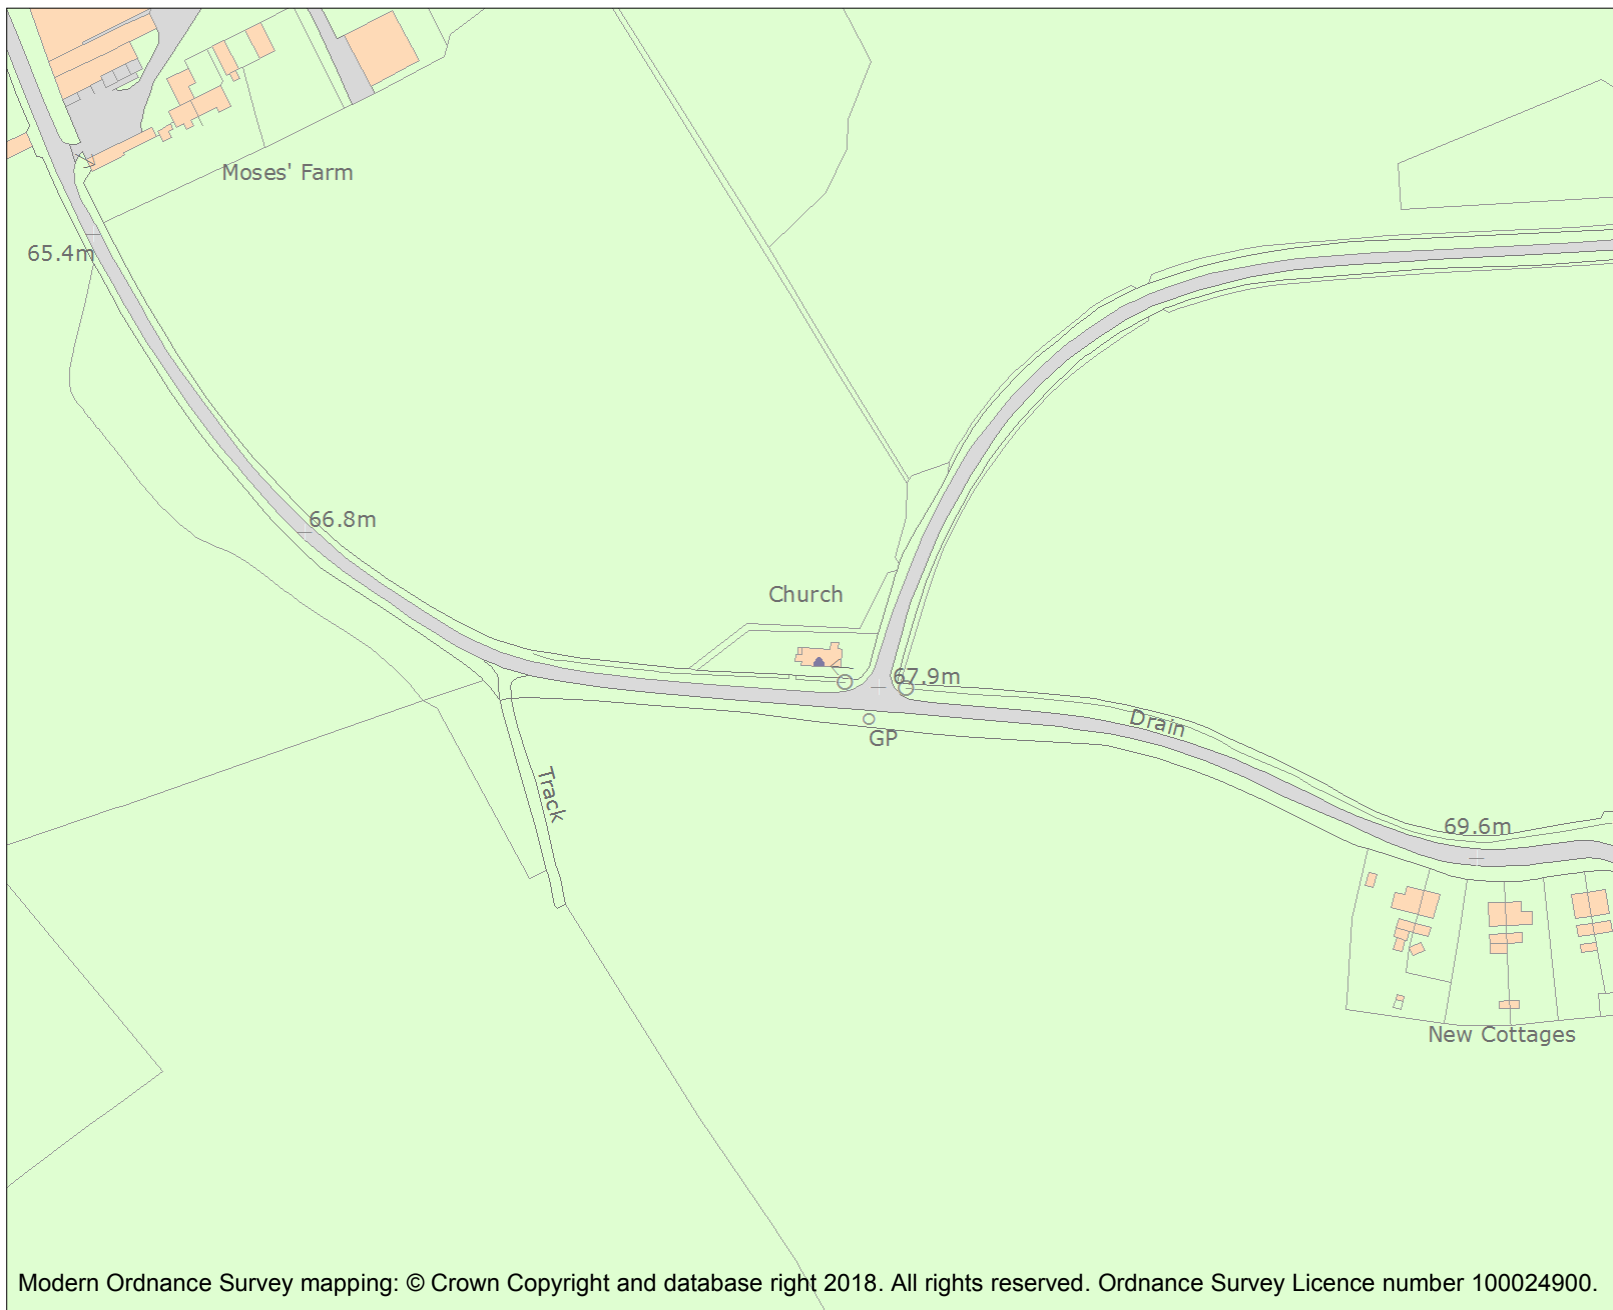 Moses' Farm
65.4m
66.8m
Church
67.9m
Drain
GP
Track
69.6m
New Cottages
Modern Ordnance Survey mapping: © Crown Copyright and database right 2018. All rights reserved. Ordnance Survey Licence number 100024900.